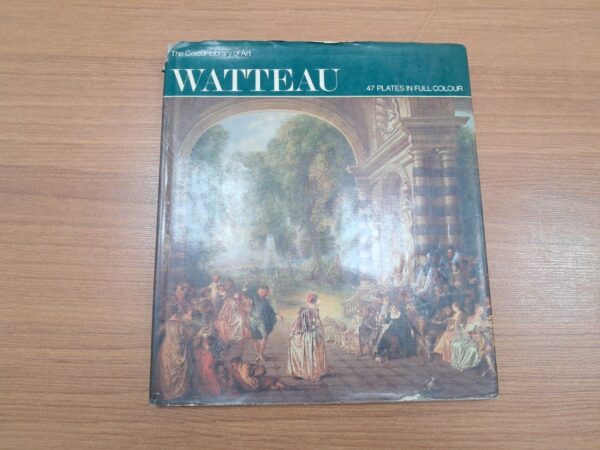 The Colour Library of Art
WATTEAU
47 PLATES IN FULL COLOUR